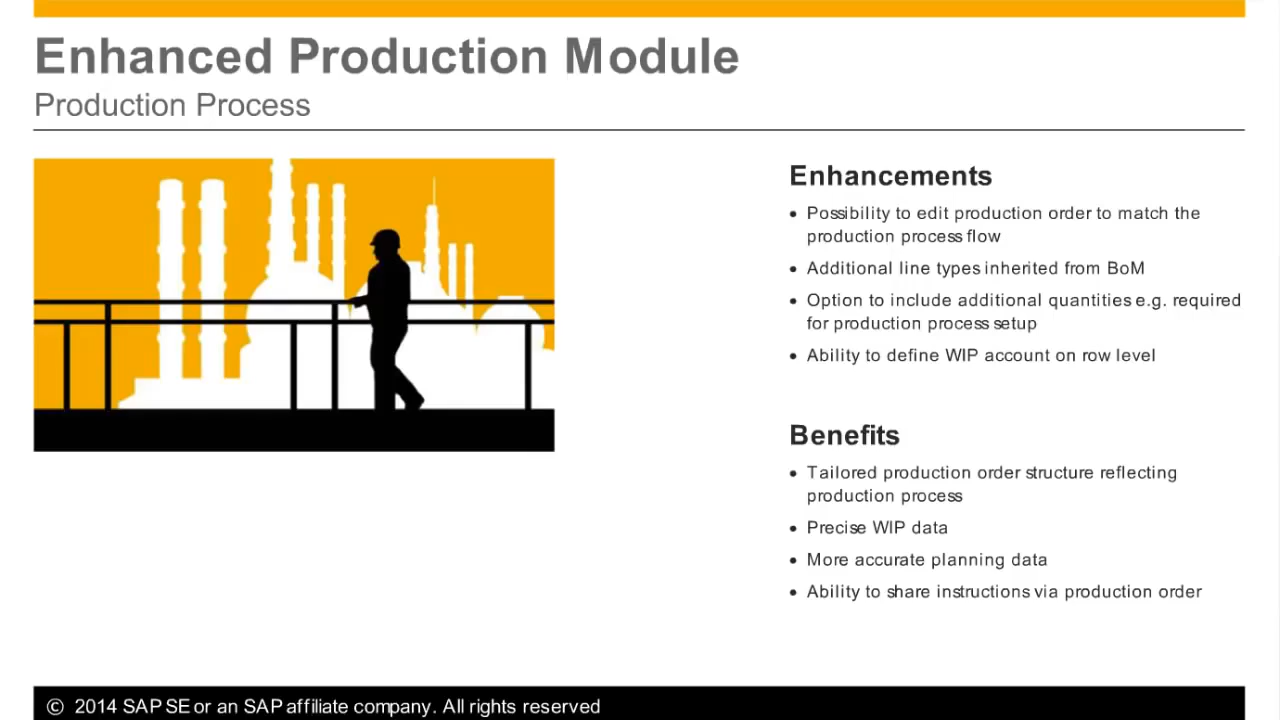 Enhanced Production Module
Production Process
Enhancements
• Possibility to edit production order to match the
production process flow
• Additional line types inherited from BoM
• Option to include additional quantities e.g. required
for production process setup
• Ability to define WIP account on row level
Benefits
• Tailored production order structure reflecting
production process
• Precise WIP data
• More accurate planning data
• Ability to share instructions via production order
© 2014 SAP SE or an SAP affiliate company. All rights reserved